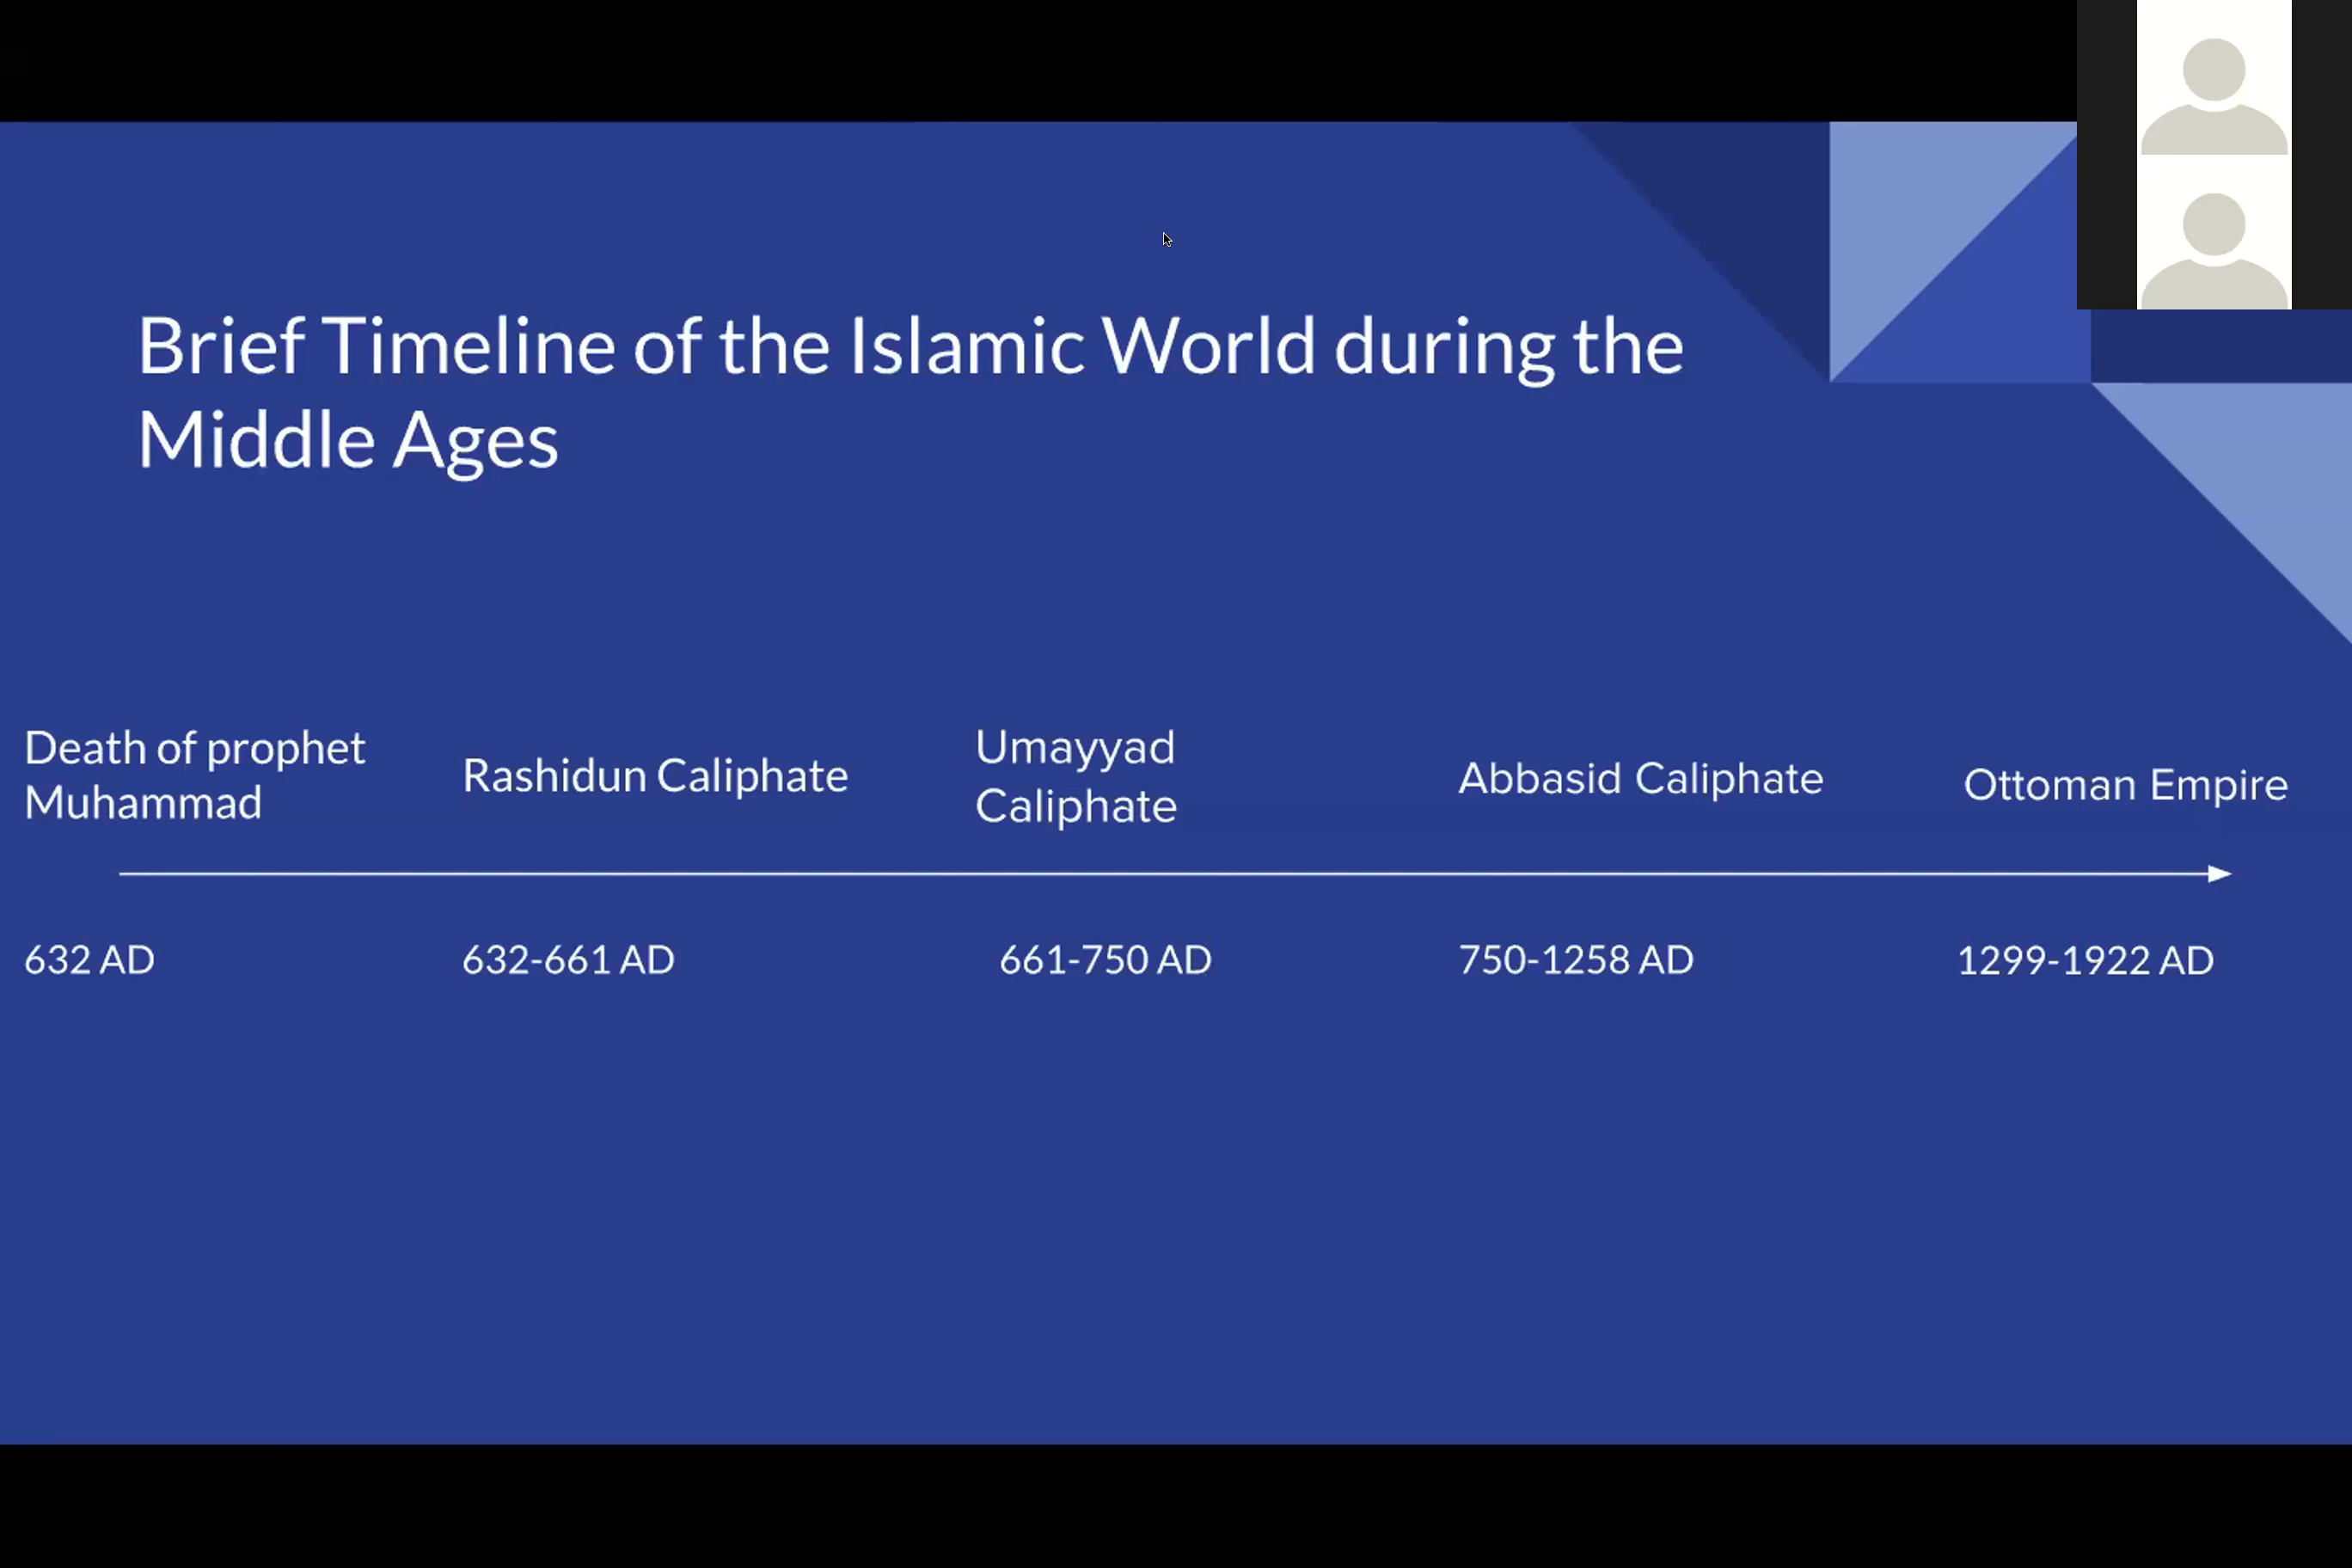 Brief Timeline of the Islamic World during the
Middle Ages
Death of prophet
Muhammad
Rashidun Caliphate
Umayyad
Caliphate
Abbasid Caliphate
Ottoman Empire
632 AD
632-661 AD
661-750 AD
750-1258 AD
1299-1922 AD